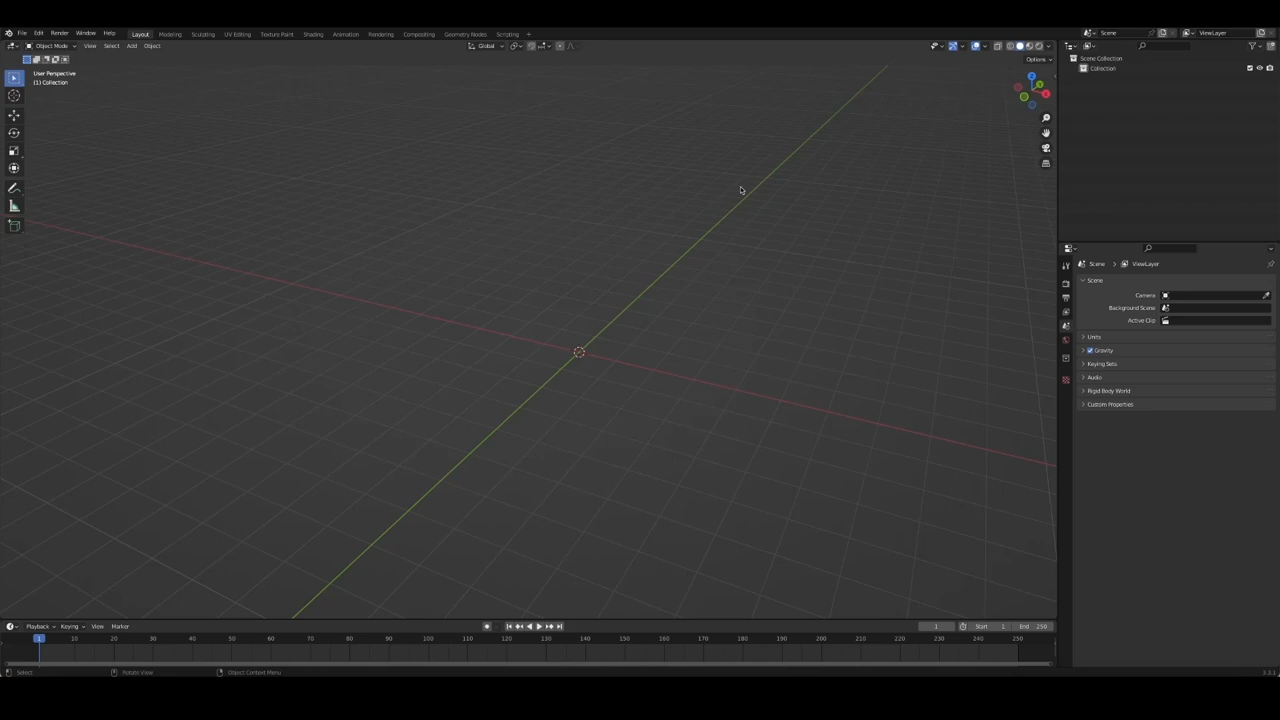 File Edit Render Window Help Layout Modeling Sculpting UV Editing Texture Paint Shading Animation Rendering Compositing Geometry Nodes Scripting + Scene ViewLayer
Object Mode View Select Add Object Global
Options
User Perspective
(1) Collection
Scene Collection
Collection
Z
Y
X
Scene > ViewLayer
Scene
Camera
Background Scene
Active Clip
Units
Gravity
Keying Sets
Audio
Rigid Body World
Custom Properties
Playback Keying View Marker 1 Start 1 End 250
1 10 20 30 40 50 60 70 80 90 100 110 120 130 140 150 160 170 180 190 200 210 220 230 240 250
Select Rotate View Object Context Menu 3.3.1